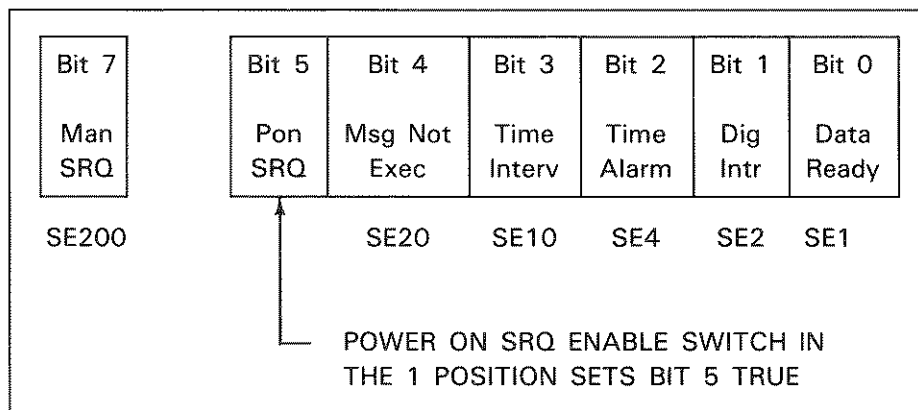 Bit 7 Bit 5 Bit 4 Bit 3 Bit 2 Bit 1 Bit 0
Man Pon Msg Not Time Time Dig Data
SRQ SRQ Exec Interv Alarm Intr Ready
SE200 SE20 SE10 SE4 SE2 SE1
POWER ON SRQ ENABLE SWITCH IN
THE 1 POSITION SETS BIT 5 TRUE